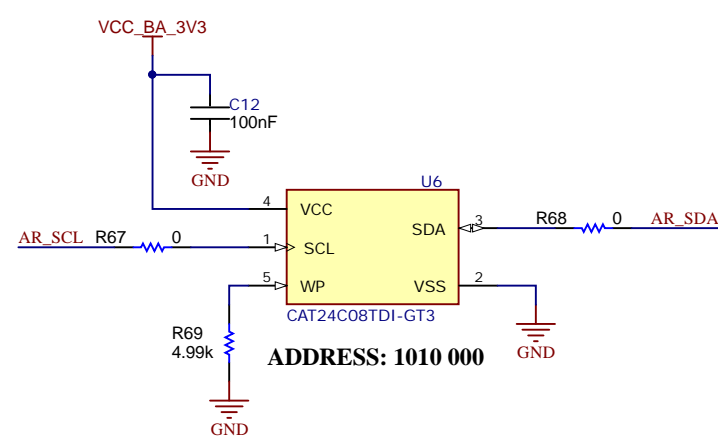 VCC_BA_3V3
C12
100nF
GND
U6
4
VCC
SDA
3
R68
0
AR_SDA
AR_SCL
R67
0
1
SCL
5
WP
VSS
2
CAT24C08TDI-GT3
R69
4.99k
ADDRESS: 1010 000
GND
GND